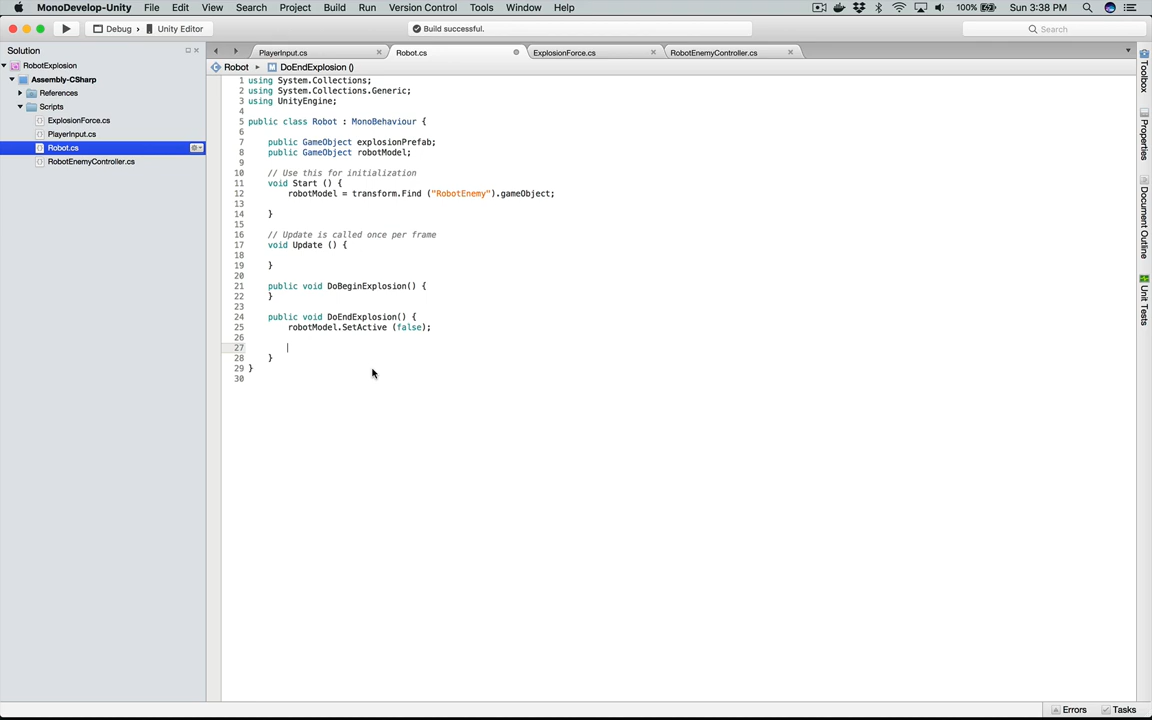 MonoDevelop-Unity File Edit View Search Project Build Run Version Control Tools Window Help 100% Sun 3:38 PM
Debug › Unity Editor Build successful. Search
Solution
RobotExplosion
Assembly-CSharp
References
Scripts
ExplosionForce.cs
PlayerInput.cs
Robot.cs
RobotEnemyController.cs
PlayerInput.cs Robot.cs ExplosionForce.cs RobotEnemyController.cs
Robot ▸ M DoEndExplosion ()
1 using System.Collections;
2 using System.Collections.Generic;
3 using UnityEngine;
4
5 public class Robot : MonoBehaviour {
6
7 public GameObject explosionPrefab;
8 public GameObject robotModel;
9
10 // Use this for initialization
11 void Start () {
12 robotModel = transform.Find ("RobotEnemy").gameObject;
13
14 }
15
16 // Update is called once per frame
17 void Update () {
18
19 }
20
21 public void DoBeginExplosion() {
22 }
23
24 public void DoEndExplosion() {
25 robotModel.SetActive (false);
26
27
28 }
29 }
30
Toolbox
Properties
Document Outline
Unit Tests
Errors Tasks